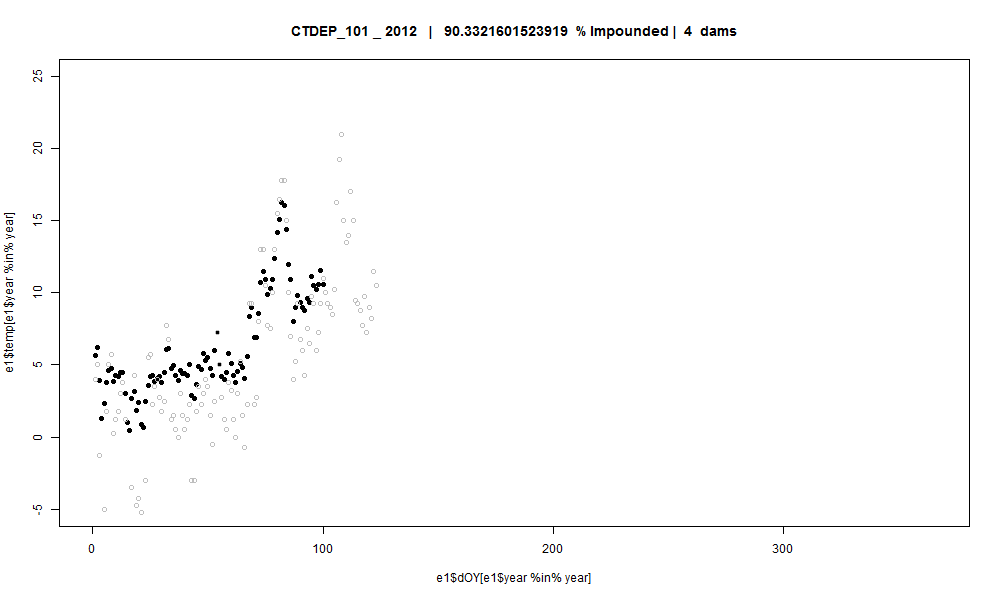 CTDEP_101 _ 2012 | 90.3321601523919 % Impounded | 4 dams
e1$temp[e1$year %in% year]
25
20
15
10
5
0
-5
0 100 200 300
e1$dOY[e1$year %in% year]